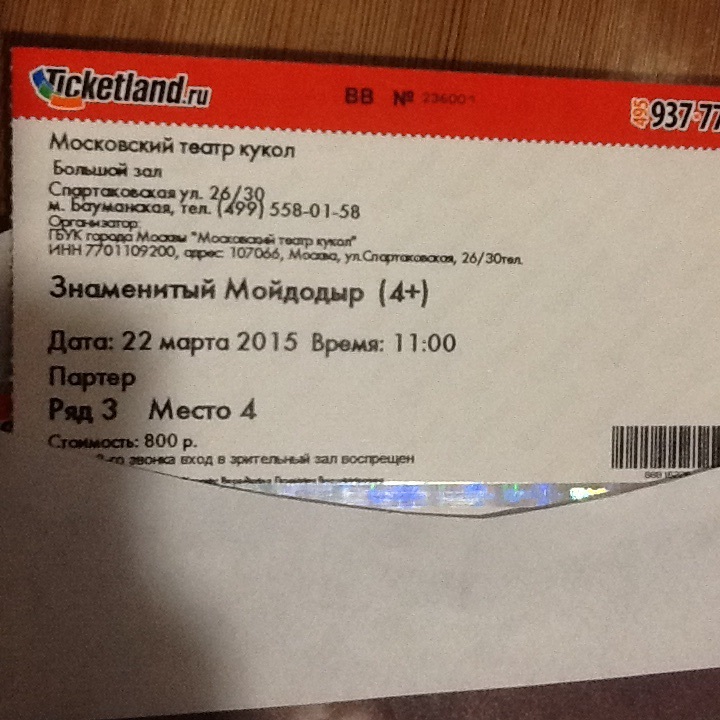 Ticketland.ru
ВВ № 236001
495 937-77
Московский театр кукол
Большой зал
Спартаковская ул. 26/30
м. Бауманская, тел. (499) 558-01-58
Организатор:
ГБУК города Москвы "Московский театр кукол"
ИНН 7701109200, адрес: 107066, Москва, ул.Спартаковская, 26/30тел.
Знаменитый Мойдодыр (4+)
Дата: 22 марта 2015 Время: 11:00
Партер
Ряд 3 Место 4
Стоимость: 800 р.
звонка вход в зрительный зал воспрещен